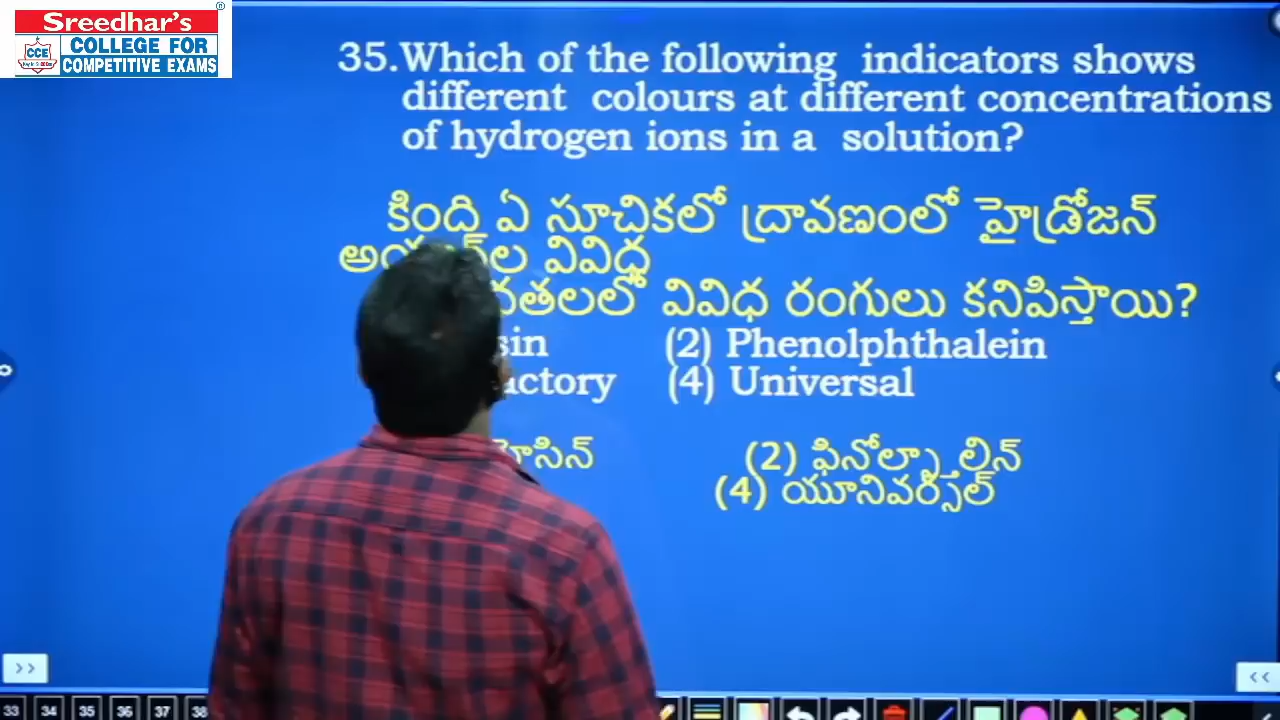 Sreedhar's
CCE
COLLEGE FOR
COMPETITIVE EXAMS
35.Which of the following indicators shows
different colours at different concentrations
of hydrogen ions in a solution?
కింది ఏ సూచికలో ద్రావణంలో హైడ్రోజన్
వివిధ
వివిధ రంగులు కనిపిస్తాయి?
(2) Phenolphthalein
(4) Universal
(2) ఫినోల్ఫ్తాలిన్
(4) యూనివర్సల్
>>
<<
33 34 35 36 37 38